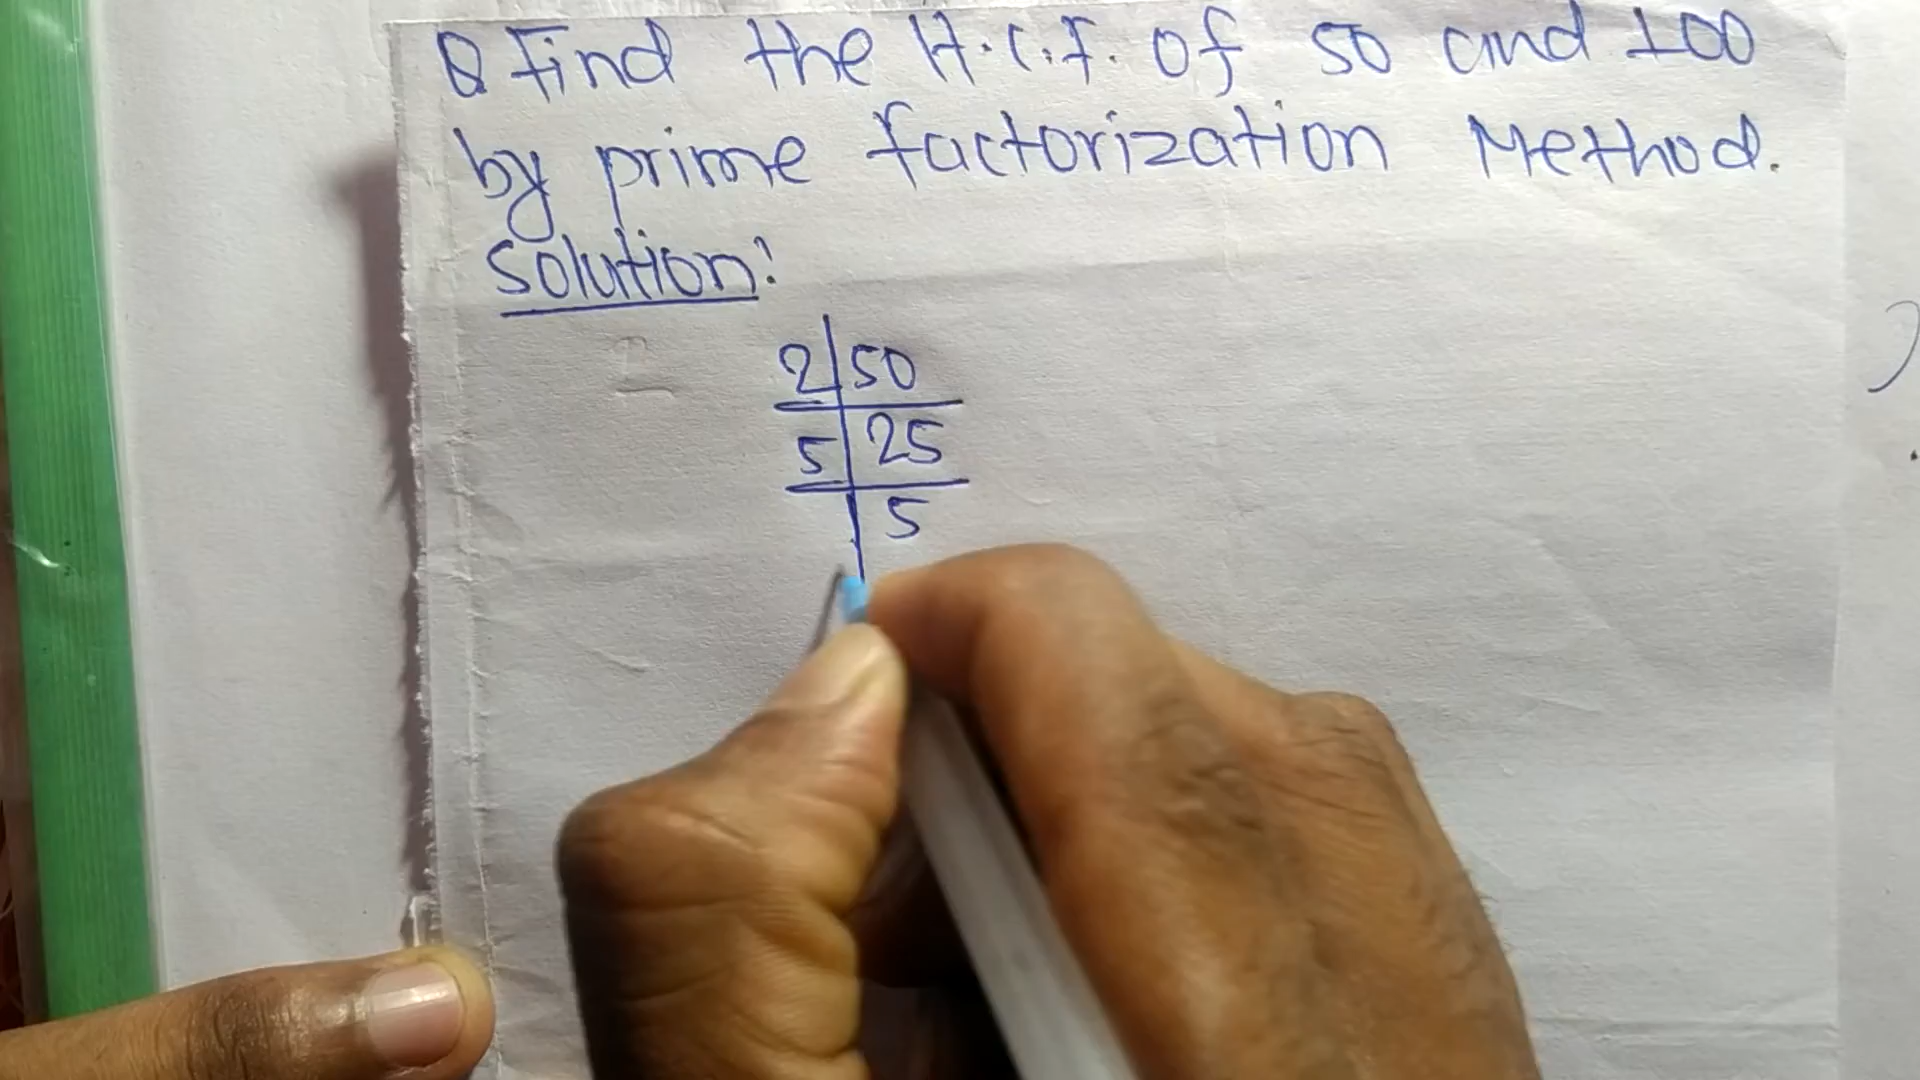 Q Find the H.C.F. of 50 and 100
by prime factorization Method.
Solution:
2 50
5 25
5